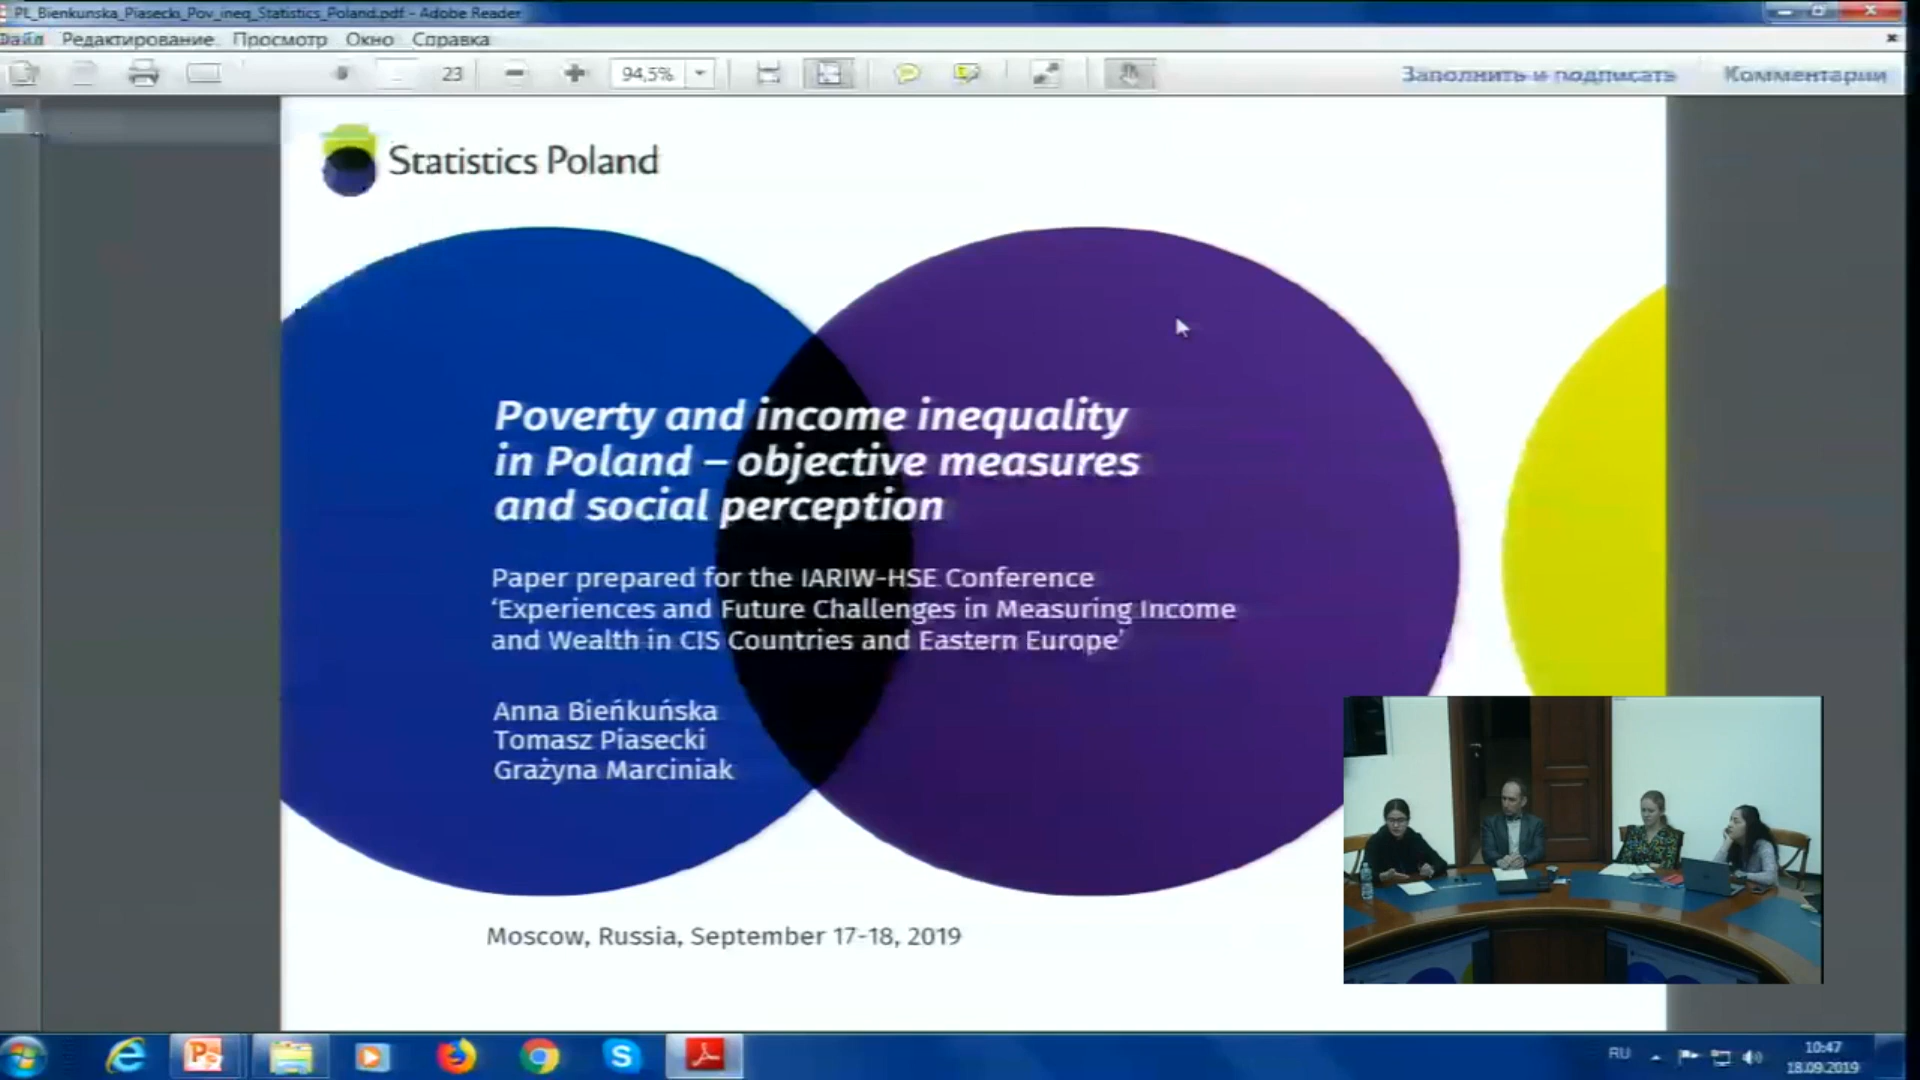 PL_Bienkunska_Piasecki_Pov_ineq_Statistics_Poland.pdf - Adobe Reader
Файл Редактирование Просмотр Окно Справка
23
94,5%
Заполнить и подписать
Комментарии
Statistics Poland
Poverty and income inequality
in Poland – objective measures
and social perception
Paper prepared for the IARIW-HSE Conference
‘Experiences and Future Challenges in Measuring Income
and Wealth in CIS Countries and Eastern Europe’
Anna Bieńkuńska
Tomasz Piasecki
Grażyna Marciniak
Moscow, Russia, September 17-18, 2019
RU
10:47
18.09.2019